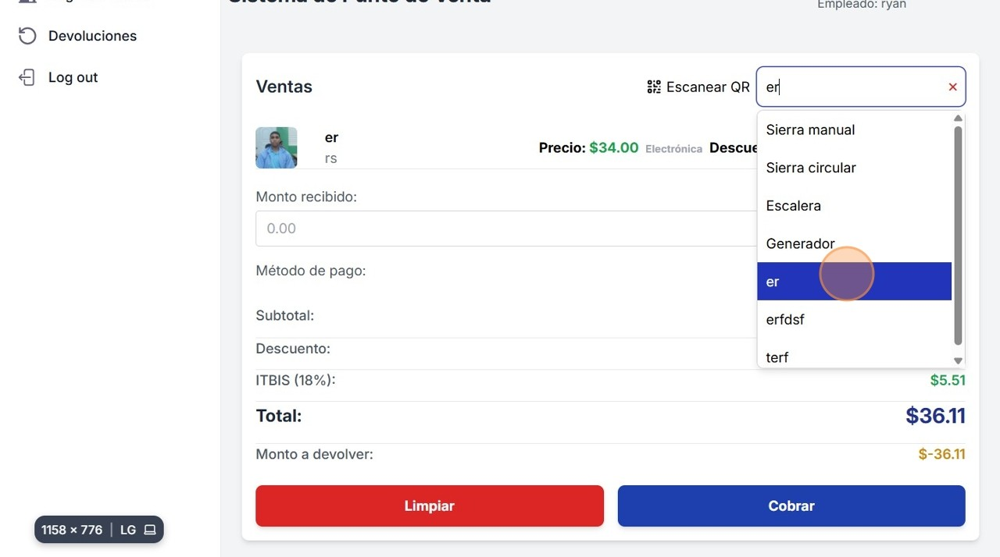 Sistema de Punto de Venta
Empleado: ryan
Devoluciones
Log out
Ventas
Escanear QR
er
er
rs
Precio: $34.00 Electrónica Descue
Sierra manual
Sierra circular
Escalera
Generador
er
erfdsf
terf
Monto recibido:
0.00
Método de pago:
Subtotal:
Descuento:
ITBIS (18%): $5.51
Total: $36.11
Monto a devolver: $-36.11
Limpiar Cobrar
1158 × 776 | LG